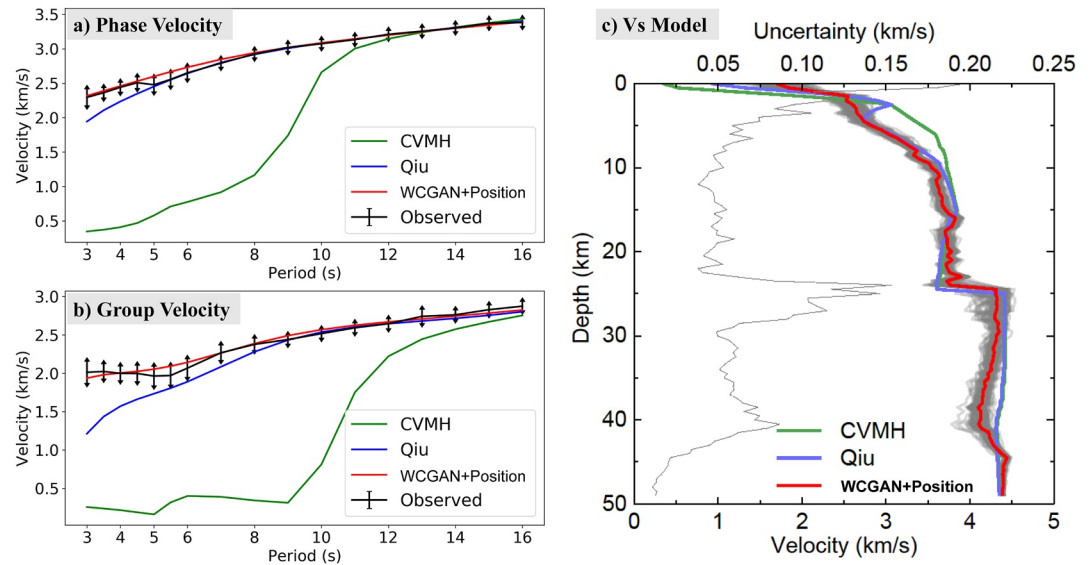 a) Phase Velocity
3.5
3.0
2.5
2.0
1.5
1.0
0.5
Velocity (km/s)
CVMH
Qiu
WCGAN+Position
Observed
3 4 5 6 8 10 12 14 16
Period (s)
b) Group Velocity
3.0
2.5
2.0
1.5
1.0
0.5
Velocity (km/s)
CVMH
Qiu
WCGAN+Position
Observed
3 4 5 6 8 10 12 14 16
Period (s)
c) Vs Model
Uncertainty (km/s)
0.05 0.10 0.15 0.20 0.25
0
10
20
30
40
50
Depth (km)
CVMH
Qiu
WCGAN+Position
0 1 2 3 4 5
Velocity (km/s)